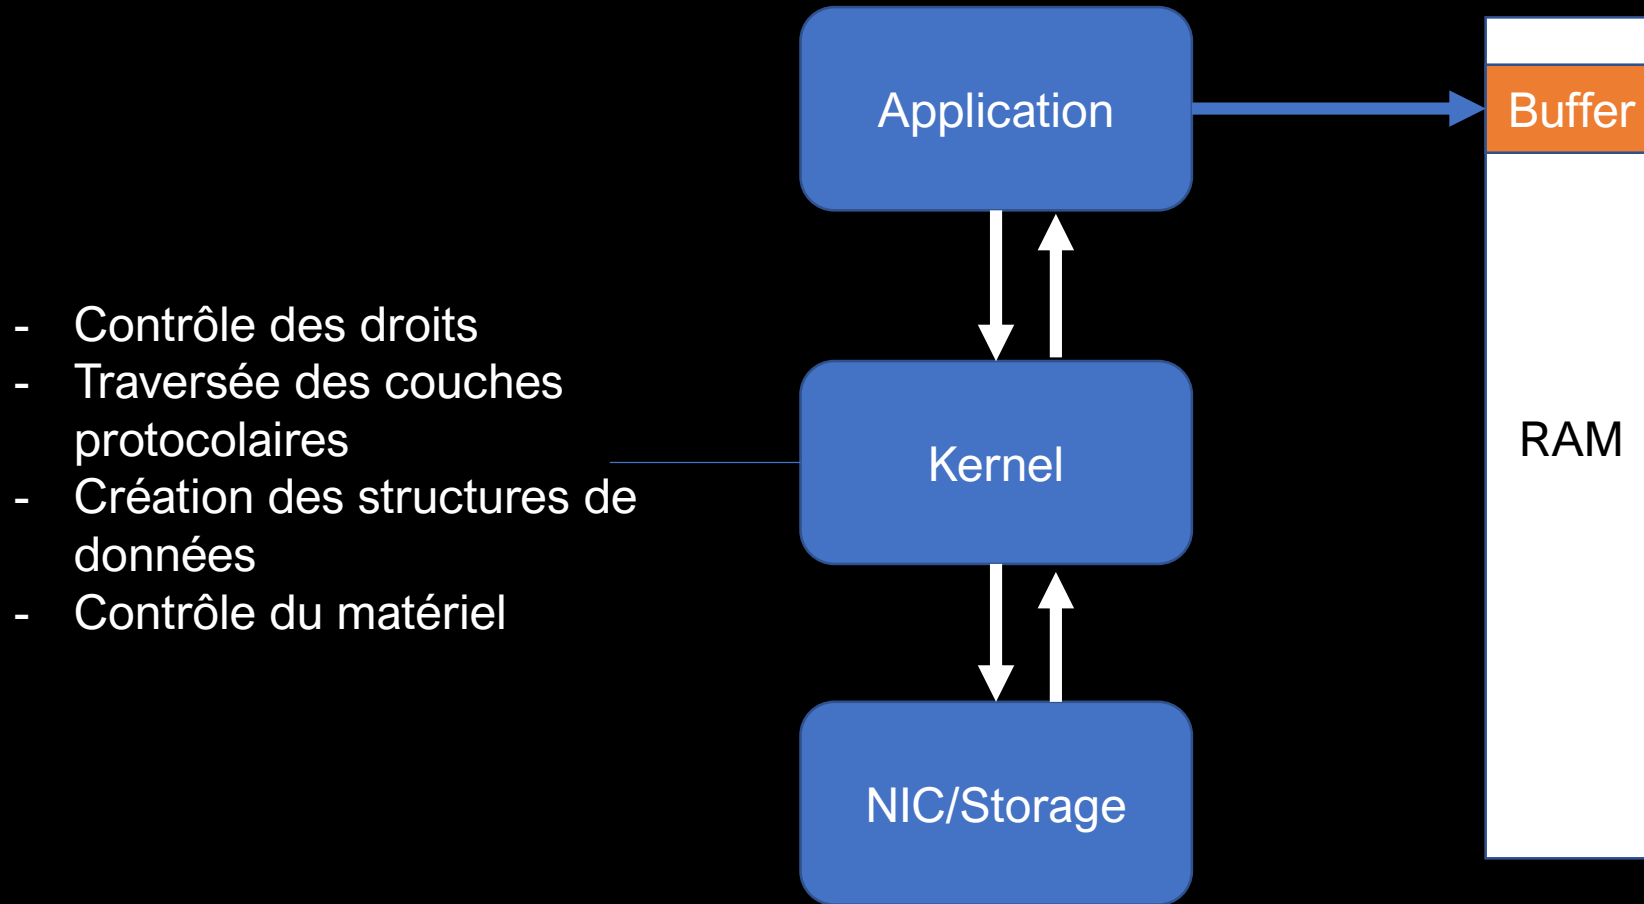 Application
Buffer
- Contrôle des droits
- Traversée des couches
protocolaires
- Création des structures de
données
- Contrôle du matériel
Kernel
RAM
NIC/Storage